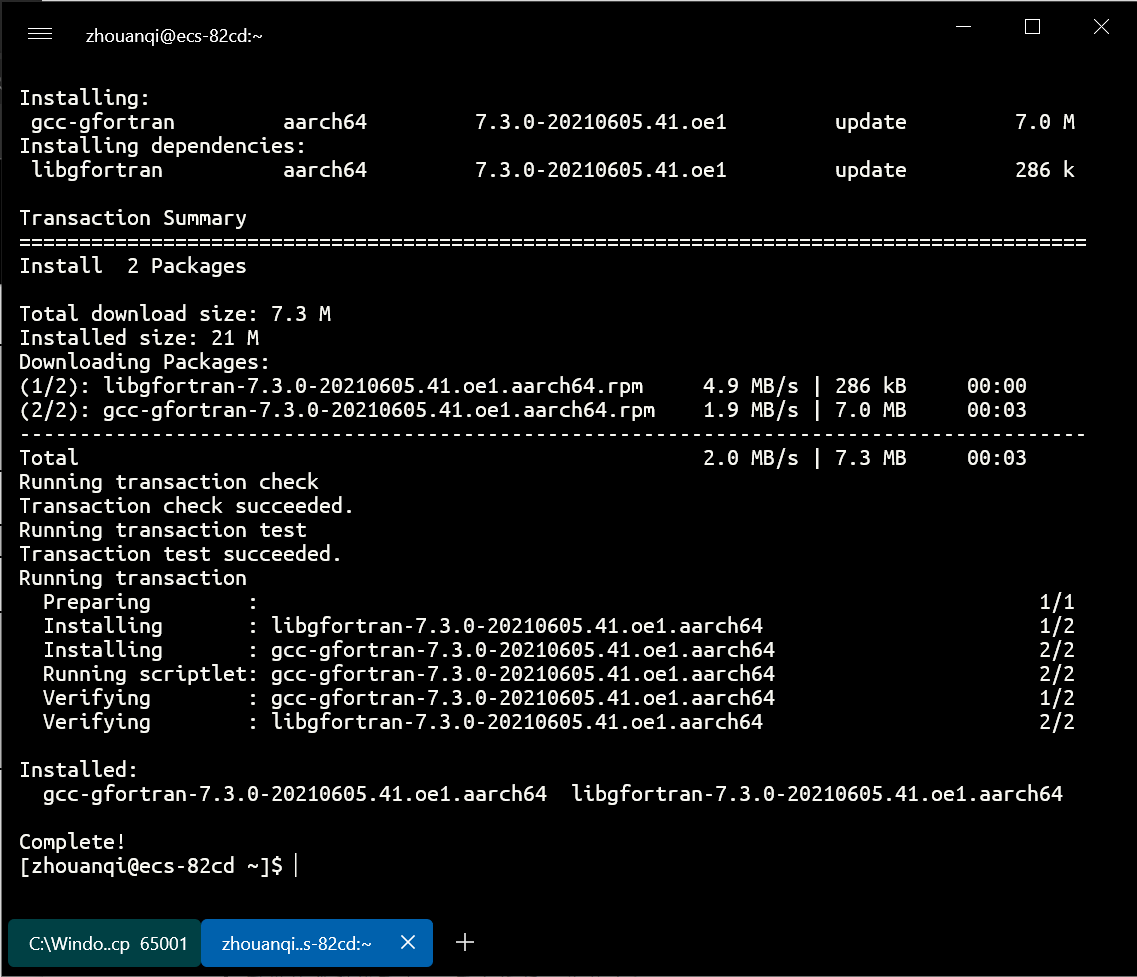 zhouanqi@ecs-82cd:~
Installing:
 gcc-gfortran         aarch64         7.3.0-20210605.41.oe1         update         7.0 M
Installing dependencies:
 libgfortran          aarch64         7.3.0-20210605.41.oe1         update         286 k
Transaction Summary
=========================================================================================
Install  2 Packages
Total download size: 7.3 M
Installed size: 21 M
Downloading Packages:
(1/2): libgfortran-7.3.0-20210605.41.oe1.aarch64.rpm     4.9 MB/s | 286 kB     00:00
(2/2): gcc-gfortran-7.3.0-20210605.41.oe1.aarch64.rpm    1.9 MB/s | 7.0 MB     00:03
-----------------------------------------------------------------------------------------
Total                                                    2.0 MB/s | 7.3 MB     00:03
Running transaction check
Transaction check succeeded.
Running transaction test
Transaction test succeeded.
Running transaction
  Preparing        :                                                                 1/1
  Installing       : libgfortran-7.3.0-20210605.41.oe1.aarch64                       1/2
  Installing       : gcc-gfortran-7.3.0-20210605.41.oe1.aarch64                      2/2
  Running scriptlet: gcc-gfortran-7.3.0-20210605.41.oe1.aarch64                      2/2
  Verifying        : gcc-gfortran-7.3.0-20210605.41.oe1.aarch64                      1/2
  Verifying        : libgfortran-7.3.0-20210605.41.oe1.aarch64                       2/2
Installed:
  gcc-gfortran-7.3.0-20210605.41.oe1.aarch64  libgfortran-7.3.0-20210605.41.oe1.aarch64
Complete!
[zhouanqi@ecs-82cd ~]$
C:\Windo..cp 65001 zhouanqi..s-82cd:~